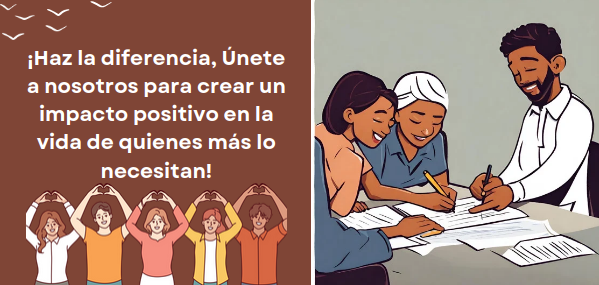 ¡Haz la diferencia, Únete
a nosotros para crear un
impacto positivo en la
vida de quienes más lo
necesitan!